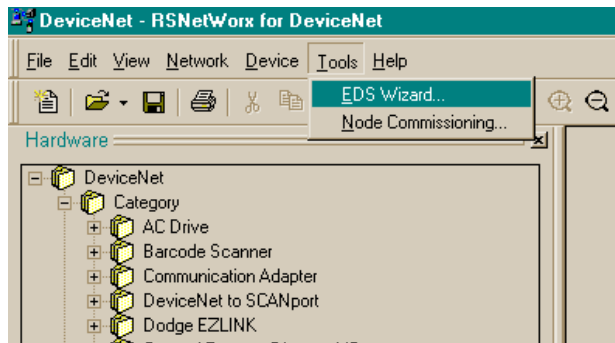 DeviceNet - RSNetWorx for DeviceNet
File Edit View Network Device Tools Help
EDS Wizard...
Node Commissioning...
Hardware
DeviceNet
Category
AC Drive
Barcode Scanner
Communication Adapter
DeviceNet to SCANport
Dodge EZLINK